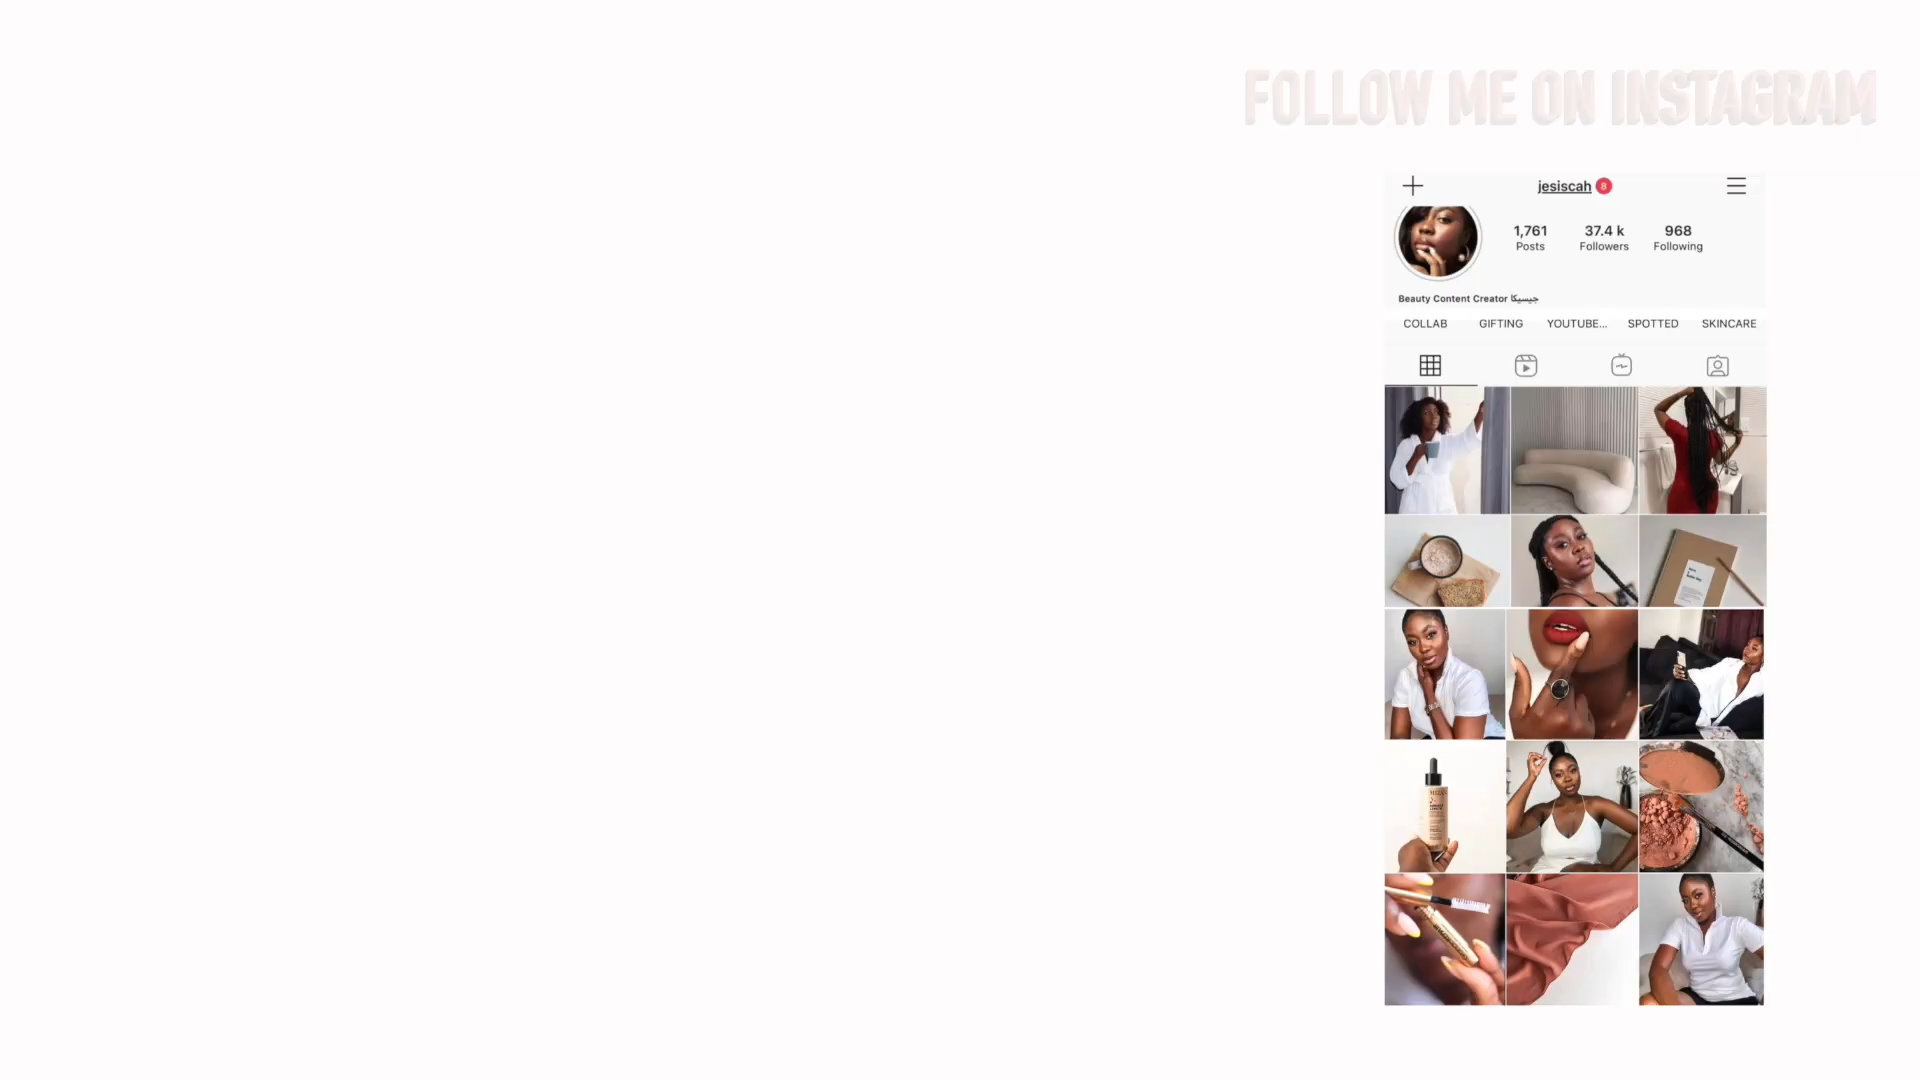 FOLLOW ME ON INSTAGRAM
jesiscah 8
1,761 37.4 k 968
Posts Followers Following
Beauty Content Creator جيسيكا
COLLAB GIFTING YOUTUBE... SPOTTED SKINCARE